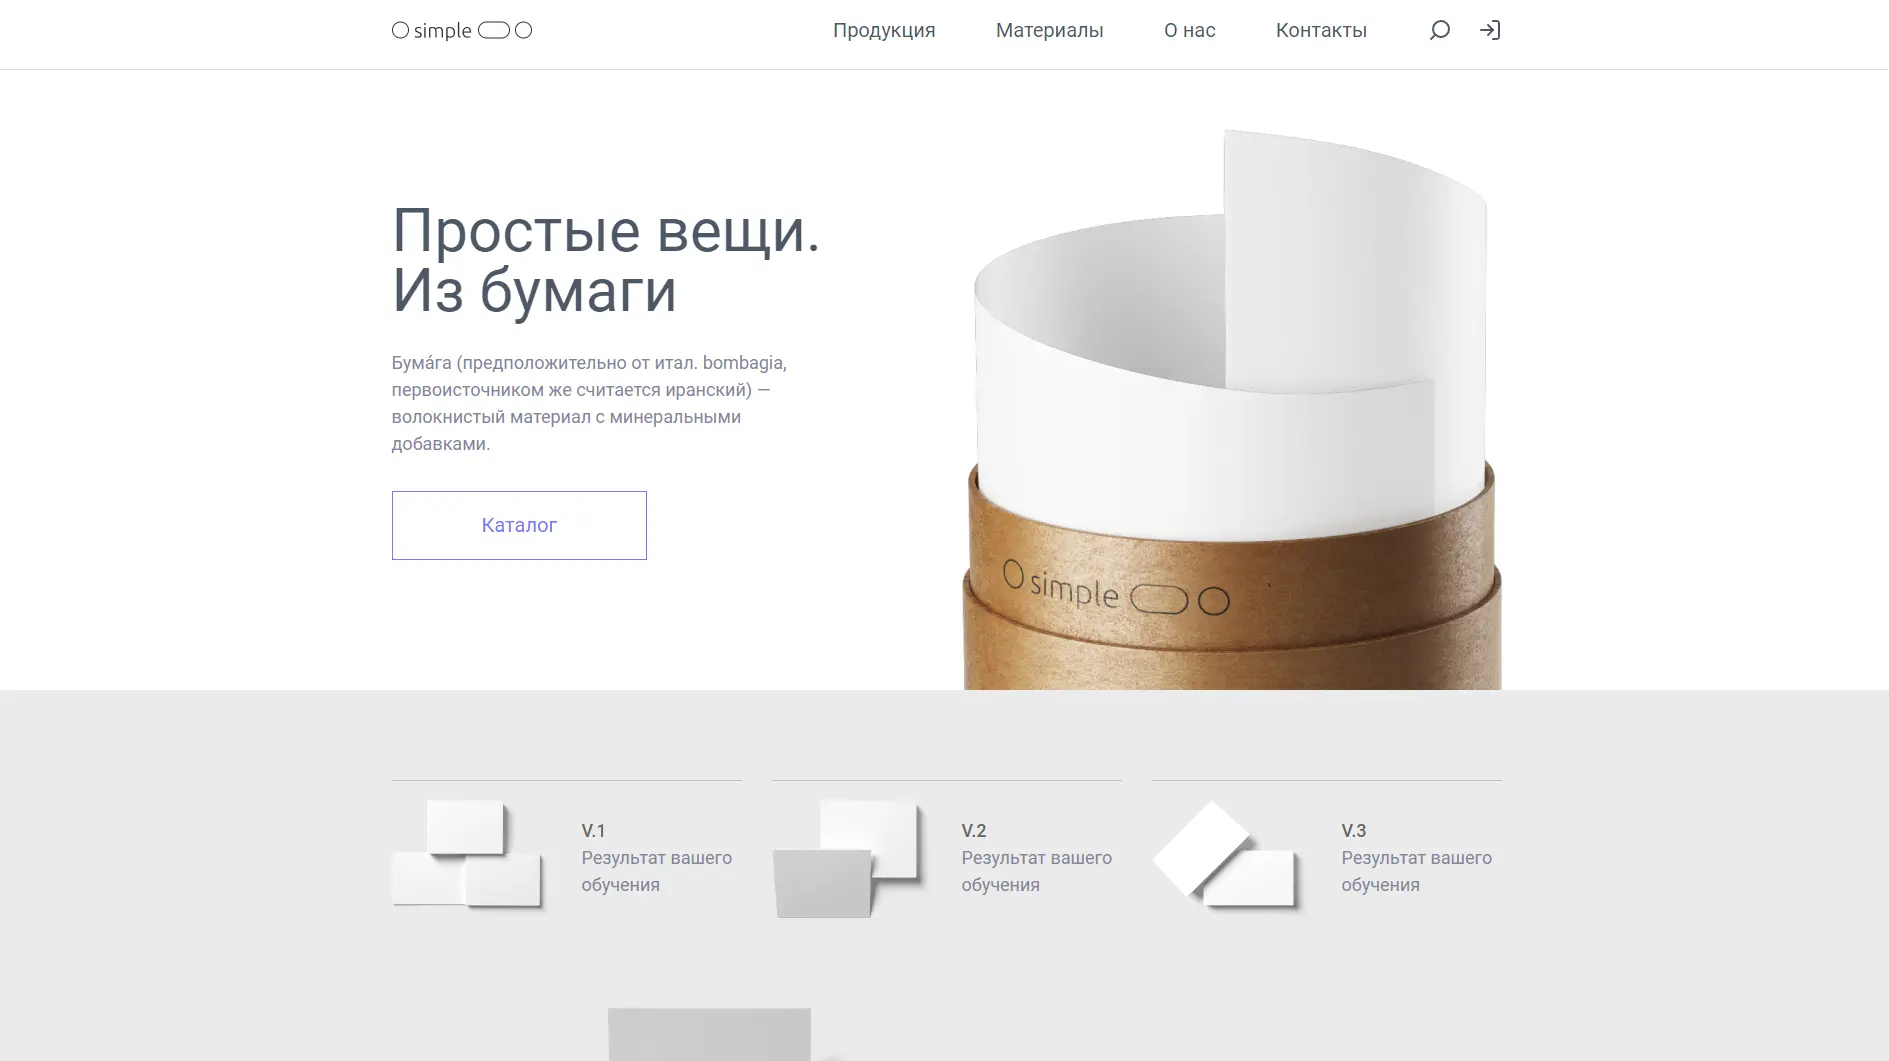 simple
Продукция
Материалы
О нас
Контакты
Простые вещи.
Из бумаги
Бума́га (предположительно от итал. bombagia,
первоисточником же считается иранский) —
волокнистый материал с минеральными
добавками.
Каталог
simple
V.1
Результат вашего
обучения
V.2
Результат вашего
обучения
V.3
Результат вашего
обучения